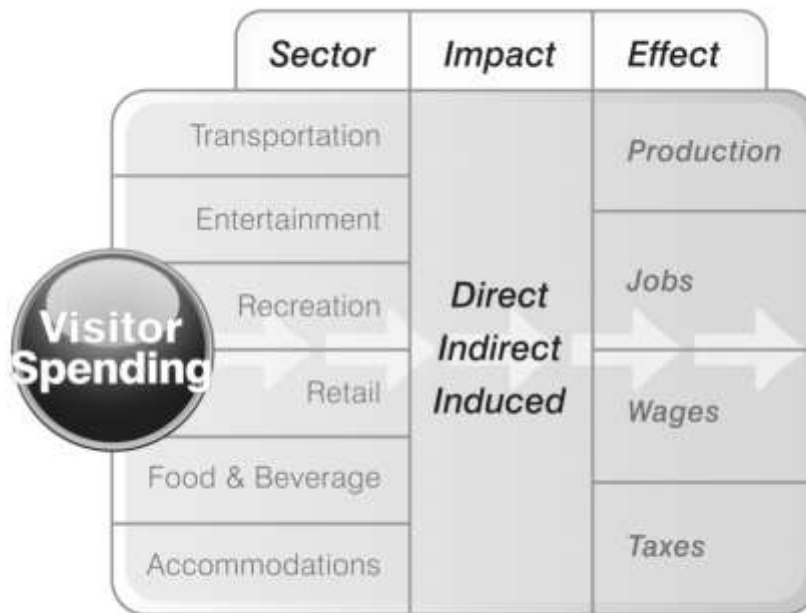 Sector Impact Effect
Transportation
Entertainment
Recreation
Retail
Food & Beverage
Accommodations
Visitor
Spending
Direct
Indirect
Induced
Production
Jobs
Wages
Taxes